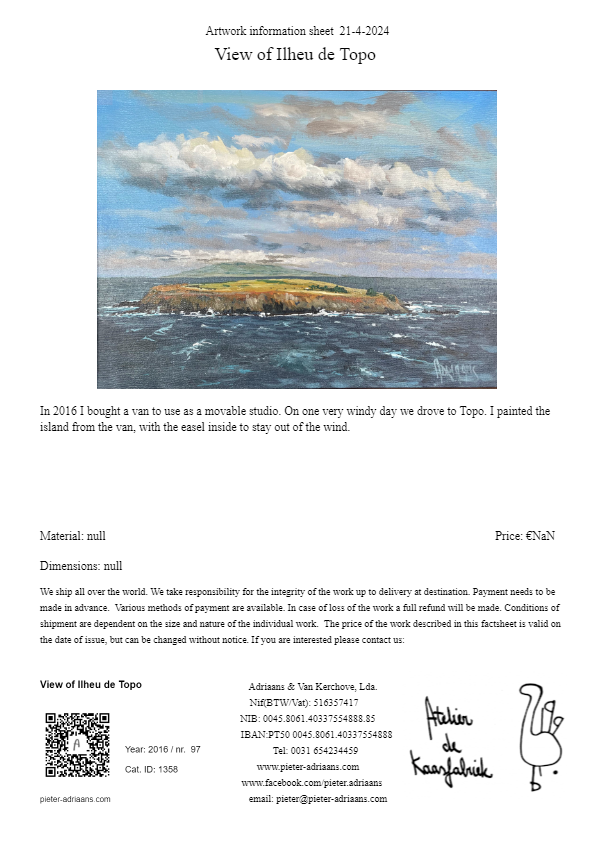 Artwork information sheet  21-4-2024
View of Ilheu de Topo
Adriaans
In 2016 I bought a van to use as a movable studio. On one very windy day we drove to Topo. I painted the
island from the van, with the easel inside to stay out of the wind.
Material: null
Price: €NaN
Dimensions: null
We ship all over the world. We take responsibility for the integrity of the work up to delivery at destination. Payment needs to be
made in advance.  Various methods of payment are available. In case of loss of the work a full refund will be made. Conditions of
shipment are dependent on the size and nature of the individual work.  The price of the work described in this factsheet is valid on
the date of issue, but can be changed without notice. If you are interested please contact us:
View of Ilheu de Topo
A
Year: 2016 / nr.  97
Cat. ID: 1358
pieter-adriaans.com
Adriaans & Van Kerchove, Lda.
Nif(BTW/Vat): 516357417
NIB: 0045.8061.40337554888.85
IBAN:PT50 0045.8061.40337554888
Tel: 0031 654234459
www.pieter-adriaans.com
www.facebook.com/pieter.adriaans
email: pieter@pieter-adriaans.com
Atelier
de
Kaasfabriek